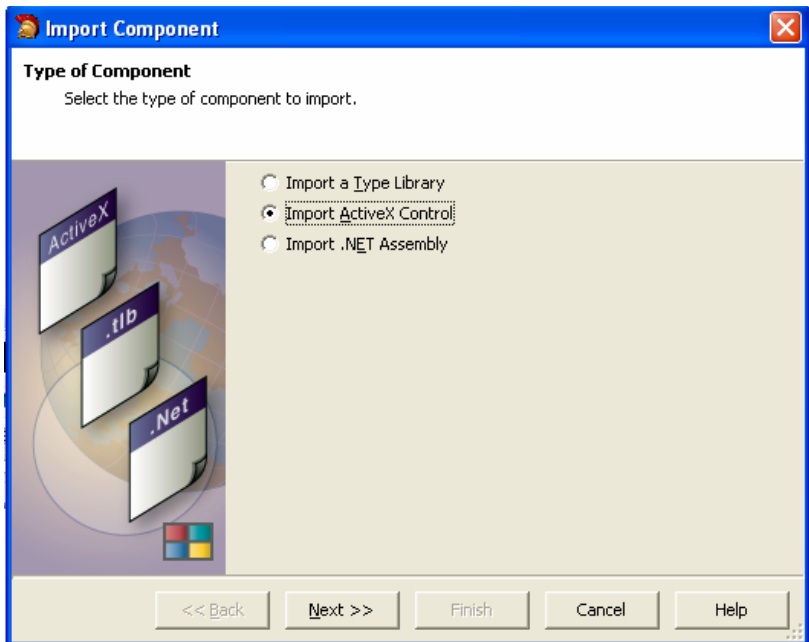 Import Component
Type of Component
Select the type of component to import.
Import a Type Library
Import ActiveX Control
Import .NET Assembly
ActiveX
.tlb
.Net
<< Back
Next >>
Finish
Cancel
Help